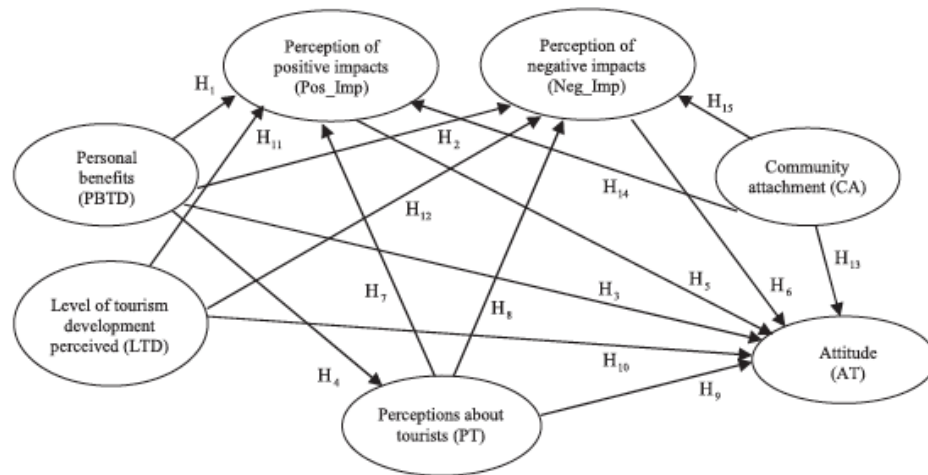 Perception of
positive impacts
(Pos_Imp)
Perception of
negative impacts
(Neg_Imp)
H1
H15
H11
H2
Personal
benefits
(PBTD)
Community
attachment (CA)
H14
H12
H13
Level of tourism
development
perceived (LTD)
H7
H8
H3
H5
H6
H10
Attitude
(AT)
H4
H9
Perceptions about
tourists (PT)